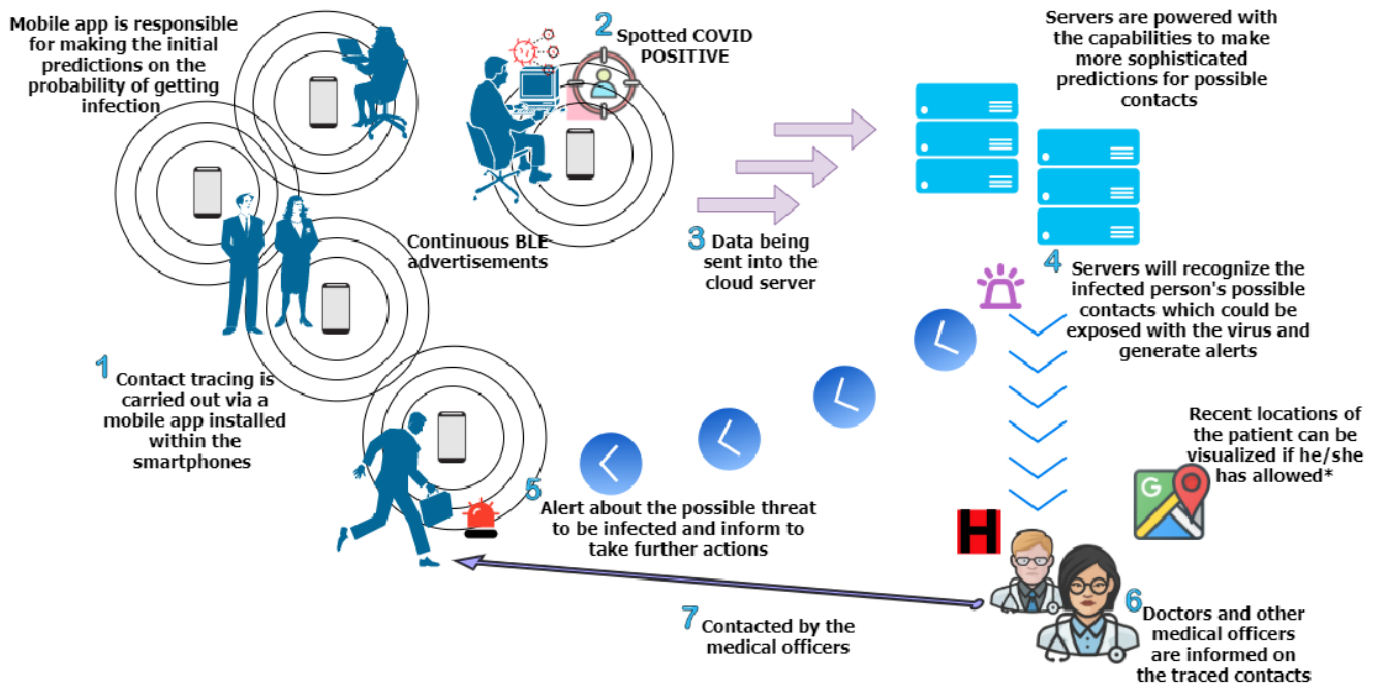 Mobile app is responsible
for making the initial
predictions on the
probability of getting
infection
2 Spotted COVID
POSITIVE
Servers are powered with
the capabilities to make
more sophisticated
predictions for possible
contacts
Continuous BLE
advertisements
3 Data being
sent into the
cloud server
4 Servers will recognize the
infected person's possible
contacts which could be
exposed with the virus and
generate alerts
1 Contact tracing is
carried out via a
mobile app installed
within the
smartphones
Recent locations of
the patient can be
visualized if he/she
has allowed*
G
5 Alert about the possible threat
to be infected and inform to
take further actions
H
7 Contacted by the
medical officers
6 Doctors and other
medical officers
are informed on
the traced contacts